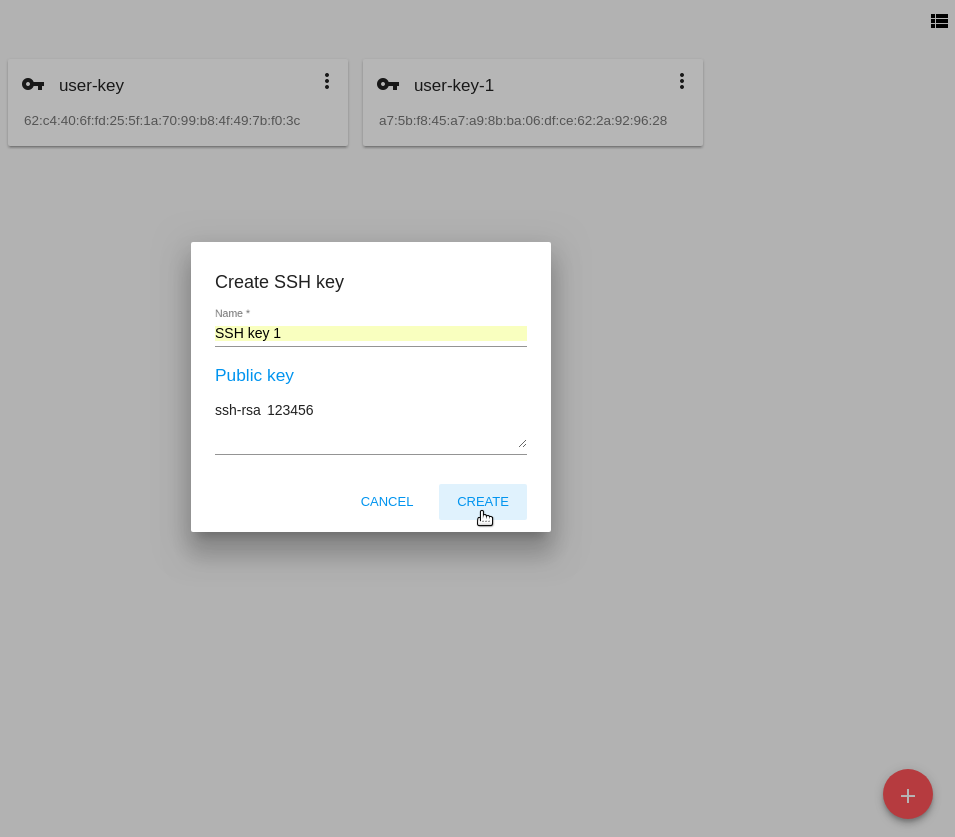 user-key
62:c4:40:6f:fd:25:5f:1a:70:99:b8:4f:49:7b:f0:3c
user-key-1
a7:5b:f8:45:a7:a9:8b:ba:06:df:ce:62:2a:92:96:28
Create SSH key
Name *
SSH key 1
Public key
ssh-rsa 123456
CANCEL
CREATE